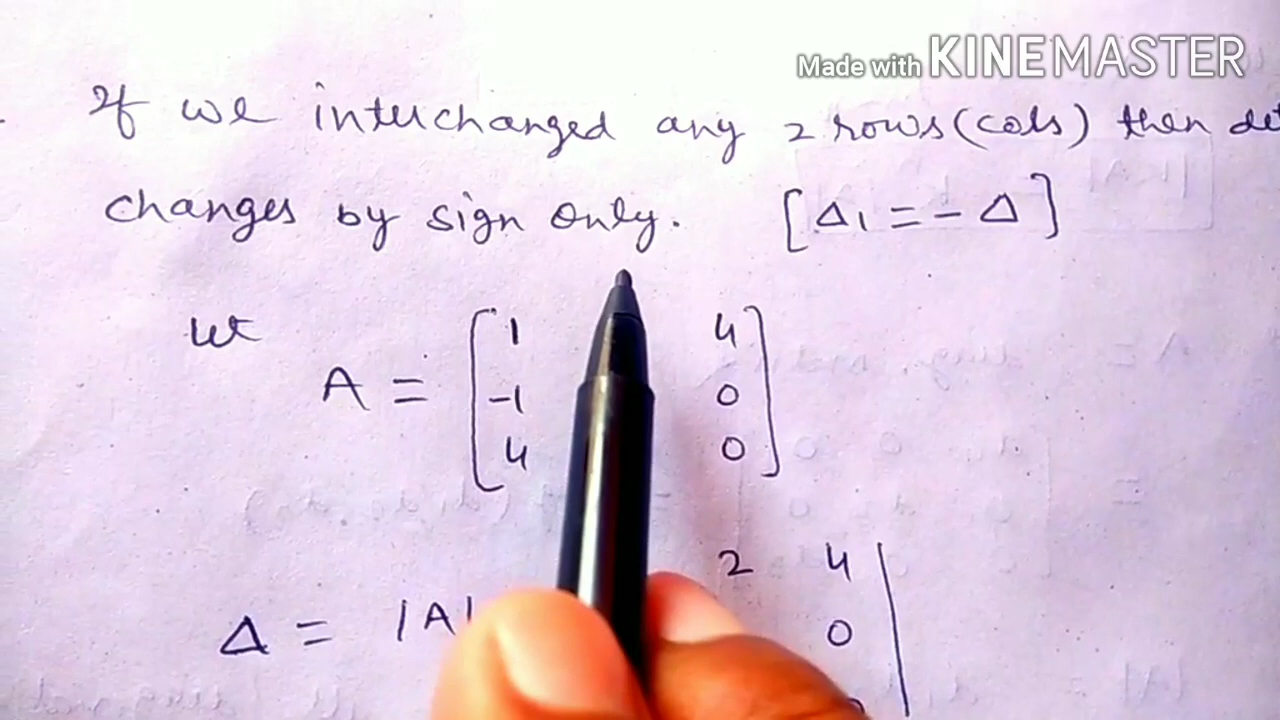 Made with KINEMASTER
If we interchanged any 2 rows (cols) then det
changes by sign only. [Δ1 = - Δ]
let
A = [1 4
-1 0
4 0]
2 4
Δ = |A| 0